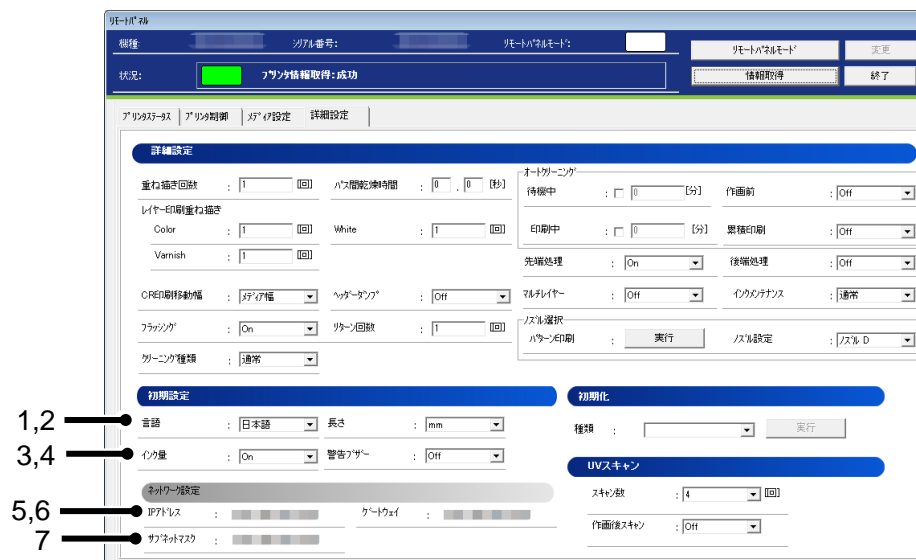 リモートパネル
機種 シリアル番号: リモートパネルモード:
リモートパネルモード 変更
状況: プリンタ情報取得:成功
情報取得 終了
プリンタステータス プリンタ制御 メディア設定 詳細設定
詳細設定
重ね描き回数 : 1 [回] パス間乾燥時間 : 0 . 0 [秒]
レイヤー印刷重ね描き
Color : 1 [回] White : 1 [回]
Varnish : 1 [回]
CR印刷移動幅 : メディア幅 ヘッダーダンプ : Off
フラッシング : On リターン回数 : 1 [回]
クリーニング種類 : 通常
オートクリーニング
待機中 : 0 [分] 作画前 : Off
印刷中 : 0 [分] 累積印刷 : Off
先端処理 : On 後端処理 : Off
マルチレイヤー : Off インクメンテナンス : 通常
ノズル選択
パターン印刷 : 実行 ノズル設定 : ノズル D
初期設定
1,2 言語 : 日本語 長さ : mm
3,4 インク量 : On 警告ブザー : Off
ネットワーク設定
5,6 IPアドレス : ゲートウェイ :
7 サブネットマスク :
初期化
種類 : 実行
UVスキャン
スキャン数 : 4 [回]
作画後スキャン : Off